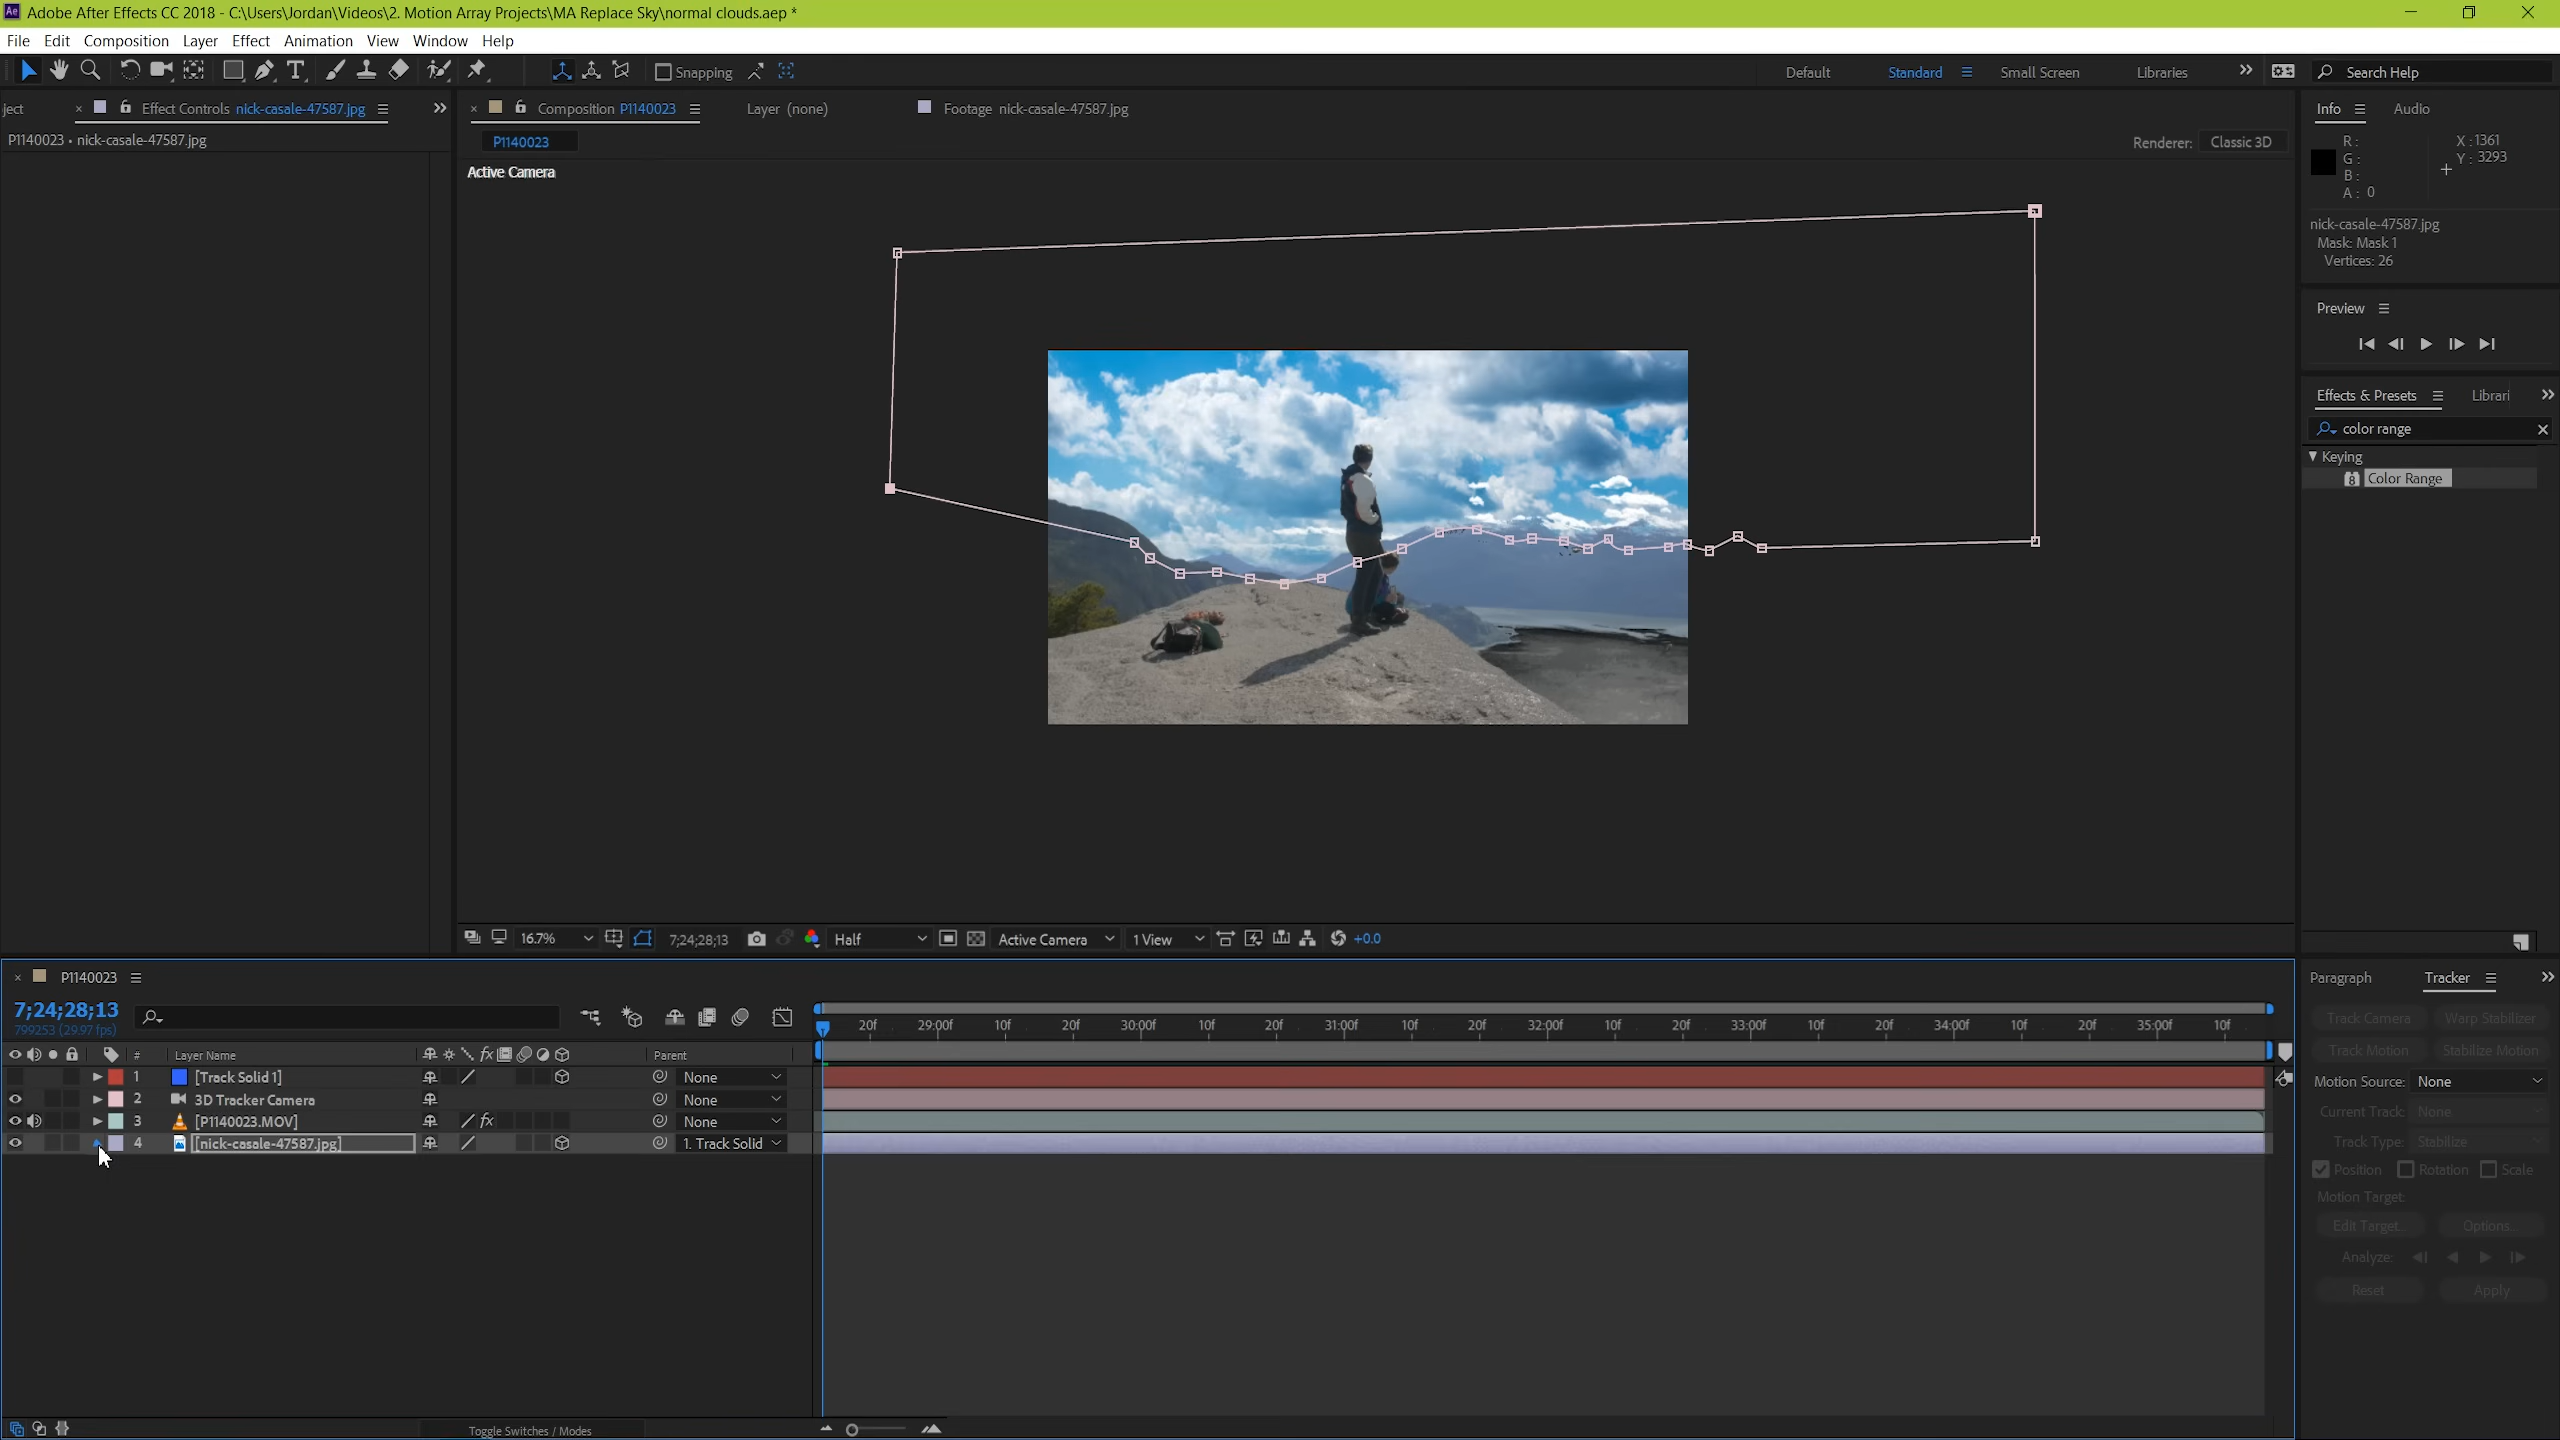 Ae Adobe After Effects CC 2018 - C:\Users\Jordan\Videos\2. Motion Array Projects\MA Replace Sky\normal clouds.aep *
File Edit Composition Layer Effect Animation View Window Help
Snapping Default Standard Small Screen Libraries Search Help
ject Effect Controls nick-casale-47587.jpg Composition P1140023 Layer (none) Footage nick-casale-47587.jpg Info Audio
P1140023 • nick-casale-47587.jpg P1140023 Renderer: Classic 3D
R: X : 1361
G: Y : 3293
B:
A: 0
Active Camera
nick-casale-47587.jpg
Mask: Mask 1
Vertices: 26
Preview
Effects & Presets Librari
color range
Keying
8 Color Range
16.7% 7;24;28;13 Half Active Camera 1 View +0.0
P1140023 Paragraph Tracker
7;24;28;13
799253 (29.97 fps)
20f 29:00f 10f 20f 30:00f 10f 20f 31:00f 10f 20f 32:00f 10f 20f 33:00f 10f 20f 34:00f 10f 20f 35:00f 10f
Track Camera Warp Stabilizer
Track Motion Stabilize Motion
# Layer Name fx Parent
1 [Track Solid 1] None
2 3D Tracker Camera None
3 [P1140023.MOV] fx None
4 [nick-casale-47587.jpg] 1. Track Solid
Motion Source: None
Current Track: None
Track Type: Stabilize
Position Rotation Scale
Motion Target:
Edit Target... Options...
Analyze:
Reset Apply
Toggle Switches / Modes